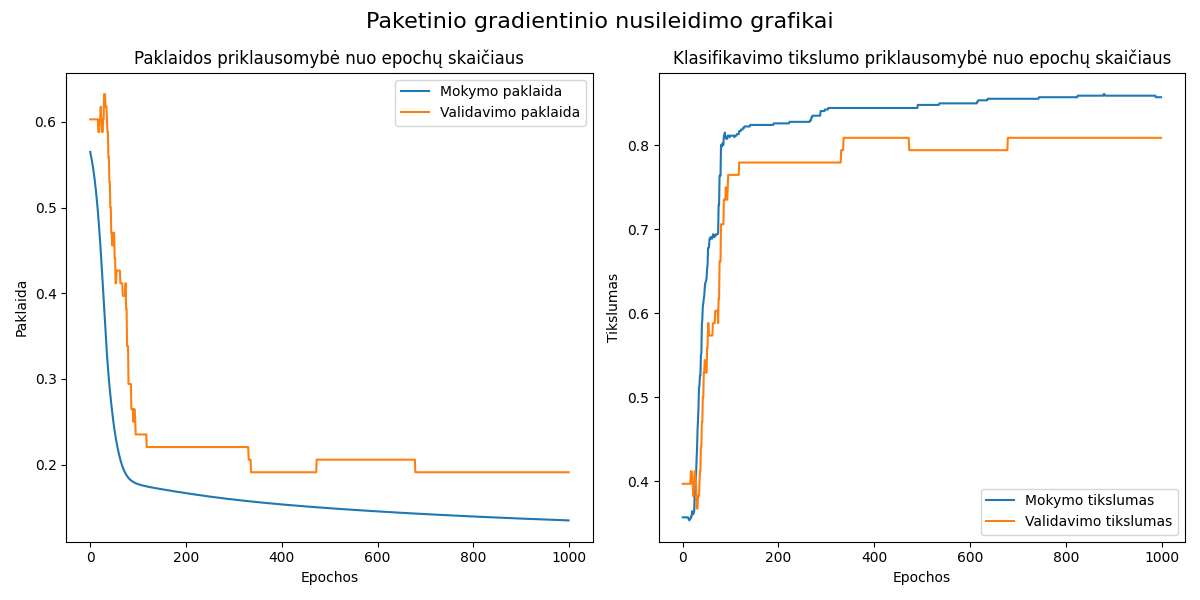 Paketinio gradientinio nusileidimo grafikai
Paklaidos priklausomybė nuo epochų skaičiaus
Mokymo paklaida
Validavimo paklaida
Paklaida
0.6
0.5
0.4
0.3
0.2
0 200 400 600 800 1000
Epochos
Klasifikavimo tikslumo priklausomybė nuo epochų skaičiaus
Tikslumas
0.8
0.7
0.6
0.5
0.4
Mokymo tikslumas
Validavimo tikslumas
0 200 400 600 800 1000
Epochos